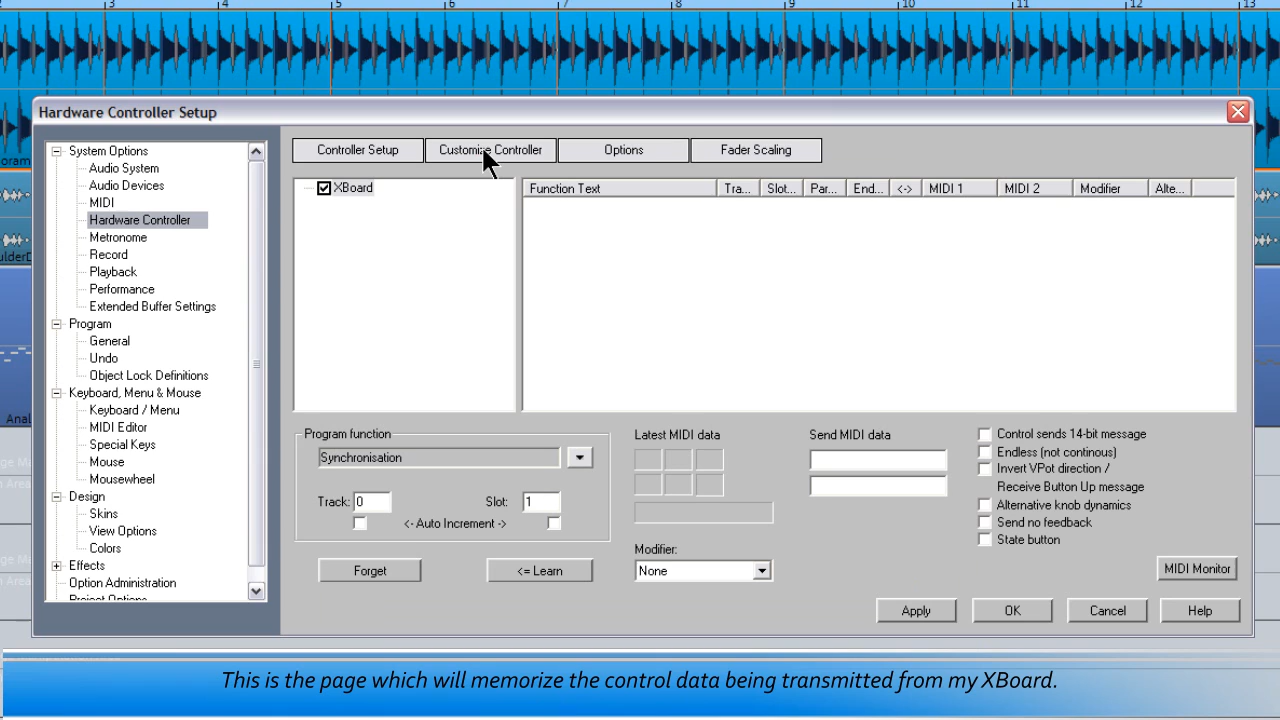 3 4 5 6 7 8 9 10 11 12 13
Hardware Controller Setup
System Options
Audio System
Audio Devices
MIDI
Hardware Controller
Metronome
Record
Playback
Performance
Extended Buffer Settings
Program
General
Undo
Object Lock Definitions
Keyboard, Menu & Mouse
Keyboard / Menu
MIDI Editor
Special Keys
Mouse
Mousewheel
Design
Skins
View Options
Colors
Effects
Option Administration
Project Options
Controller Setup
Customize Controller
Options
Fader Scaling
XBoard
Function Text Tra... Slot... Par... End... <-> MIDI 1 MIDI 2 Modifier Alte...
Program function
Synchronisation
Track: 0 Slot: 1
<- Auto Increment ->
Forget
<= Learn
Latest MIDI data
Modifier:
None
Send MIDI data
Control sends 14-bit message
Endless (not continous)
Invert VPot direction /
Receive Button Up message
Alternative knob dynamics
Send no feedback
State button
MIDI Monitor
Apply
OK
Cancel
Help
This is the page which will memorize the control data being transmitted from my XBoard.